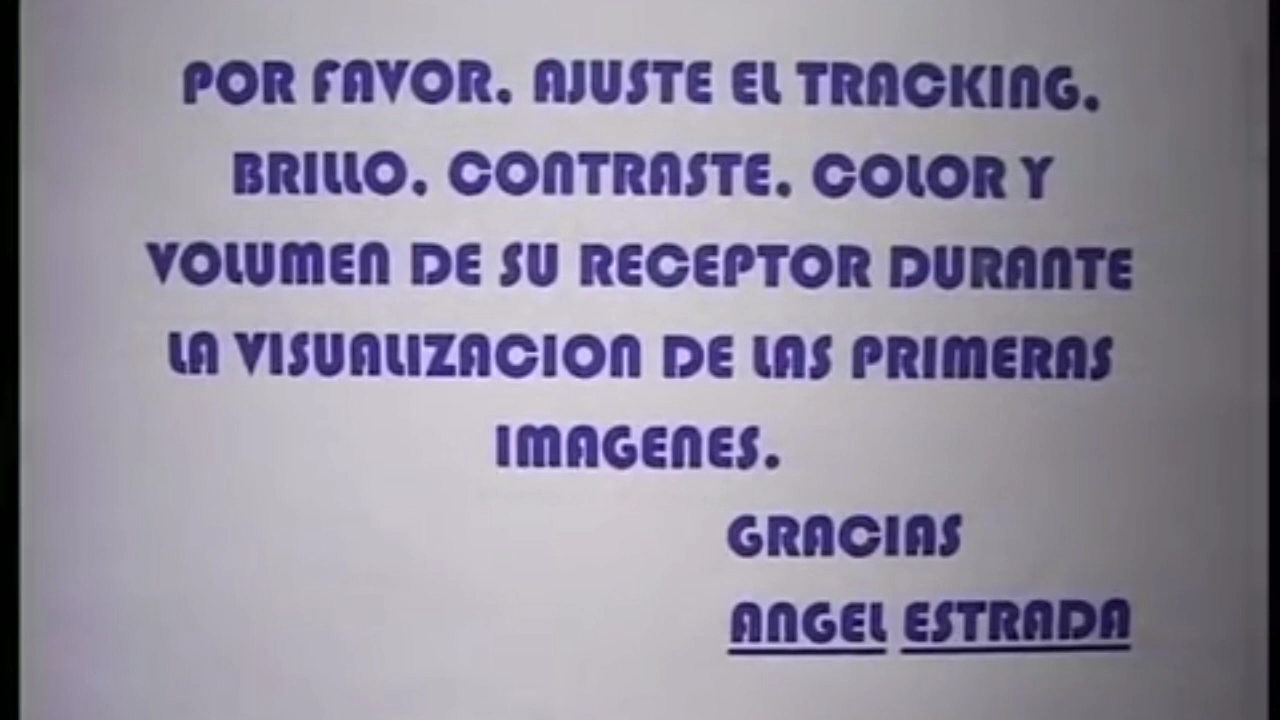 POR FAVOR. AJUSTE EL TRACKING.
BRILLO. CONTRASTE. COLOR Y
VOLUMEN DE SU RECEPTOR DURANTE
LA VISUALIZACION DE LAS PRIMERAS
IMAGENES.
GRACIAS
ANGEL ESTRADA